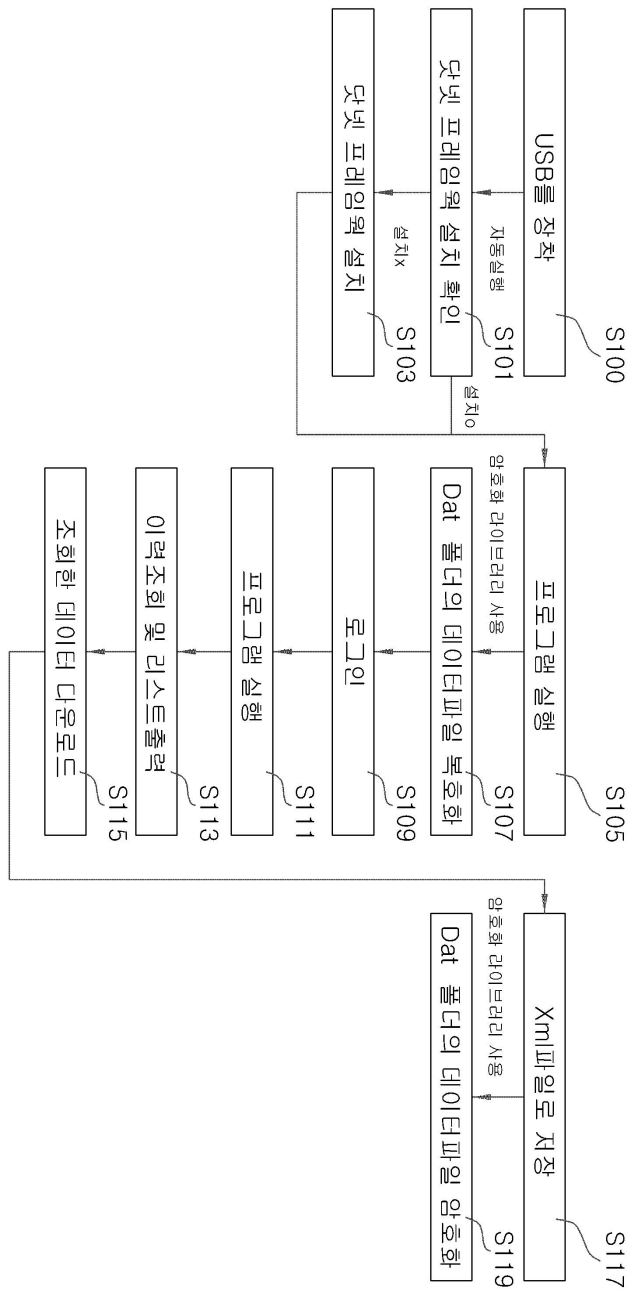 USB를 장착
S100
자동실행
닷넷 프레임웍 설치 확인
S101
설치x
설치o
닷넷 프레임웍 설치
S103
프로그램 실행
S105
암호화 라이브러리 사용
Dat 폴더의 데이터파일 복호화
S107
로그인
S109
프로그램 실행
S111
이력조회 및 리스트출력
S113
조회한 데이터 다운로드
S115
Xml파일로 저장
S117
암호화 라이브러리 사용
Dat 폴더의 데이터파일 암호화
S119